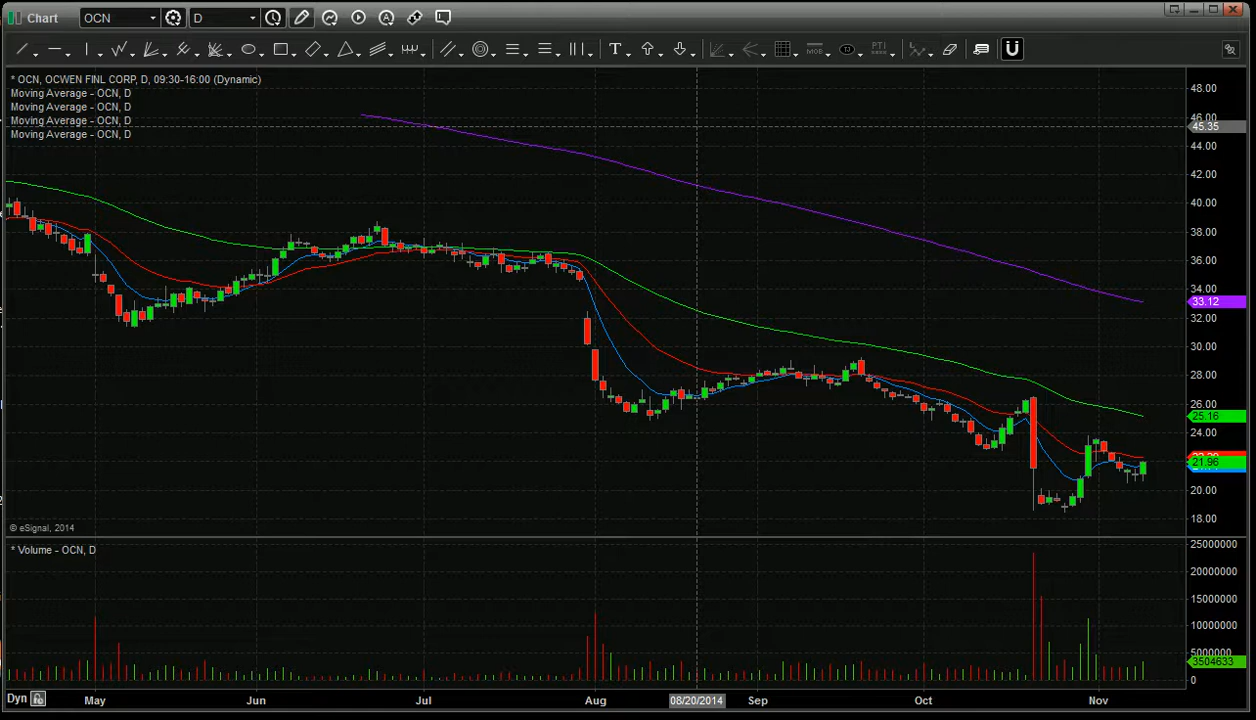 Chart OCN D
* OCN, OCWEN FINL CORP, D, 09:30-16:00 (Dynamic)
Moving Average - OCN, D
Moving Average - OCN, D
Moving Average - OCN, D
Moving Average - OCN, D
48.00
46.00
45.35
44.00
42.00
40.00
38.00
36.00
34.00
33.12
32.00
30.00
28.00
26.00
25.16
24.00
21.96
20.00
18.00
© eSignal, 2014
* Volume - OCN, D
25000000
20000000
15000000
10000000
5000000
3504633
0
Dyn May Jun Jul Aug 08/20/2014 Sep Oct Nov